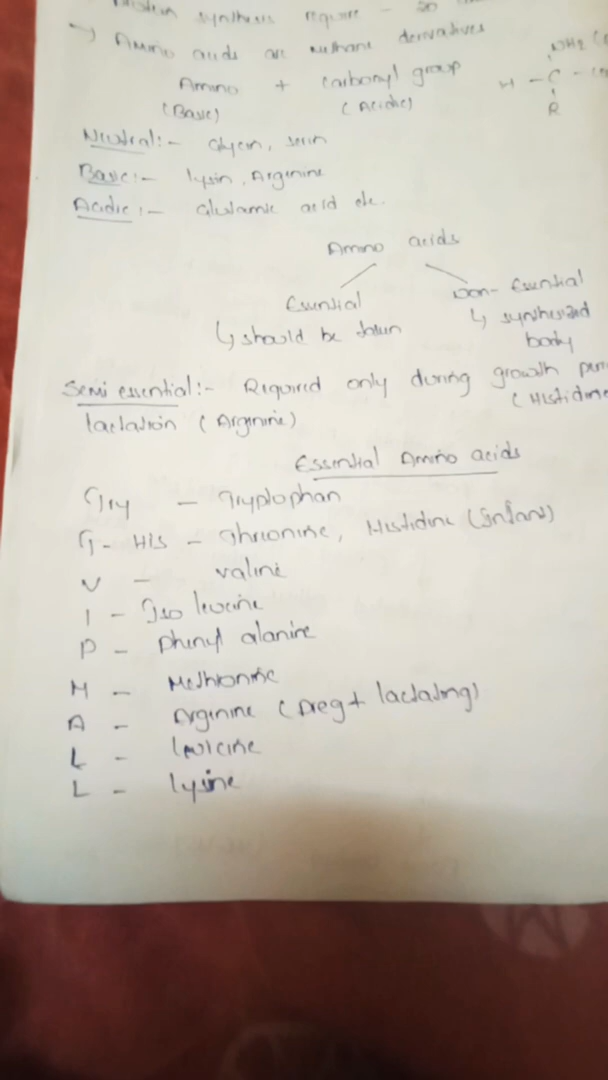 synthesis require - 20
→ Amino acids are methane derivatives
Amino + carbonyl group
(Basic) (Acidic)
NH2
H - C -
R
Neutral:- Glycin, serin
Basic:- lysin, Arginine
Acidic:- Glutamic acid etc.
Amino acids
Essential Non-Essential
↳ should be taken ↳ synthesized
body
Semi essential:- Required only during growth
lactation (Arginine) (Histidine
Essential Amino acids
Try - Tryptophan
T- His - Threonine, Histidine (Infant)
V - valine
I - Iso leucine
P - phenyl alanine
M - Methionine
A - Arginine (Preg + lactating)
L - leucine
L - lysine